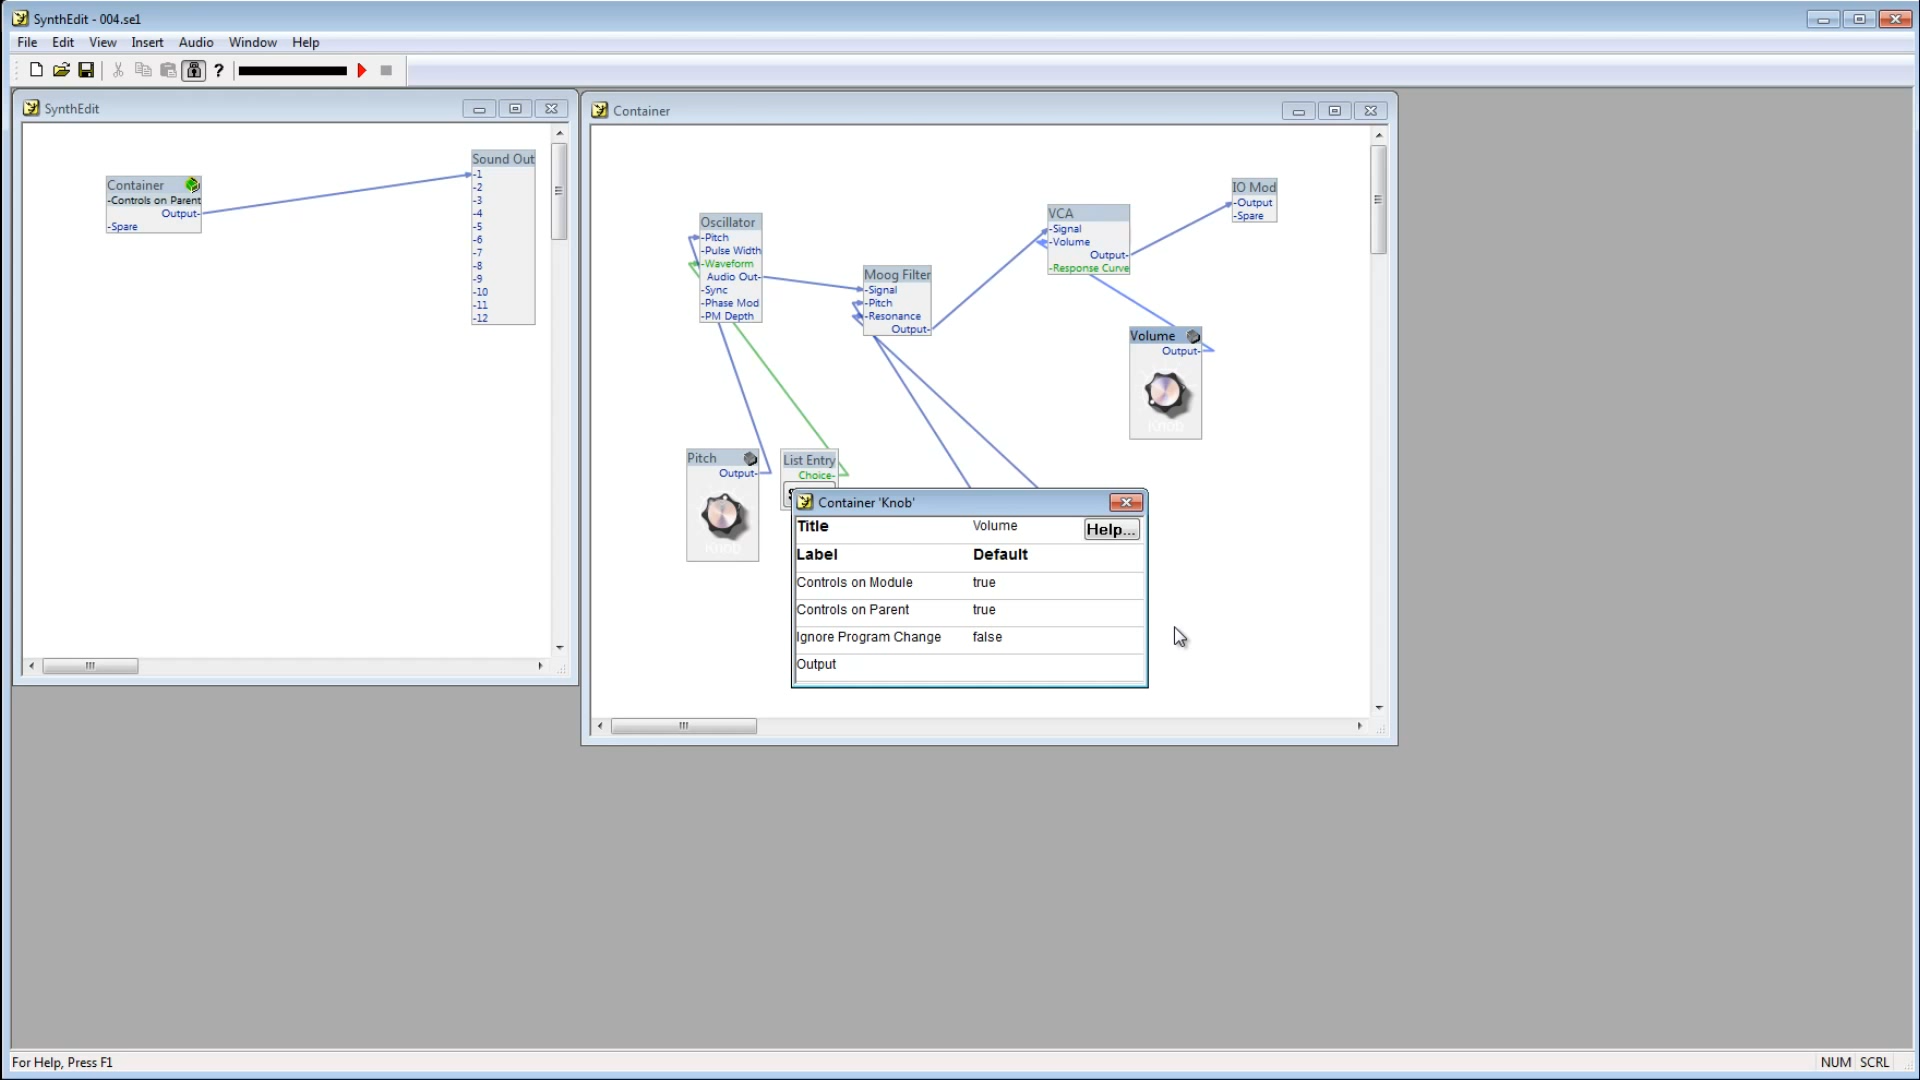 SynthEdit - 004.se1
File Edit View Insert Audio Window Help
SynthEdit
Container
-Controls on Parent
Output-
-Spare
Sound Out
-1
-2
-3
-4
-5
-6
-7
-8
-9
-10
-11
-12
Container
Oscillator
-Pitch
-Pulse Width
-Waveform
Audio Out-
-Sync
-Phase Mod
-PM Depth
Moog Filter
-Signal
-Pitch
-Resonance
Output-
VCA
-Signal
-Volume
Output-
-Response Curve
IO Mod
-Output
-Spare
Volume
Output-
Knob
Pitch
Output-
Knob
List Entry
Choice-
Container 'Knob'
Title Volume Help...
Label Default
Controls on Module true
Controls on Parent true
Ignore Program Change false
Output
For Help, Press F1
NUM SCRL